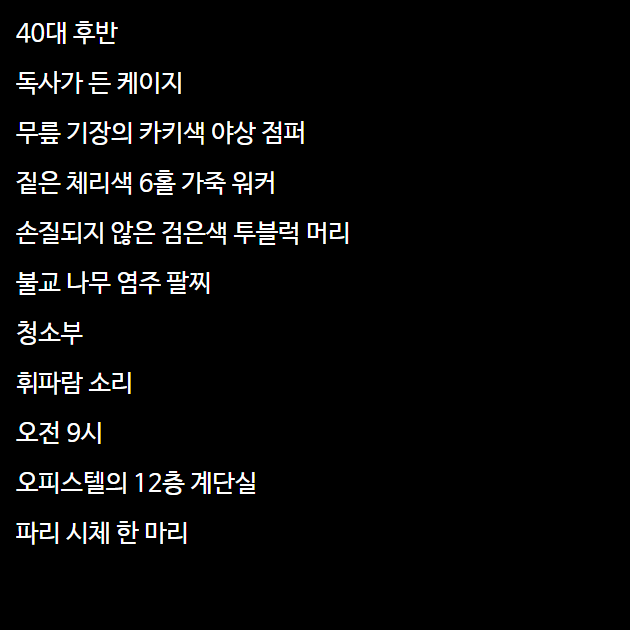 40대 후반
독사가 든 케이지
무릎 기장의 카키색 야상 점퍼
짙은 체리색 6홀 가죽 워커
손질되지 않은 검은색 투블럭 머리
불교 나무 염주 팔찌
청소부
휘파람 소리
오전 9시
오피스텔의 12층 계단실
파리 시체 한 마리